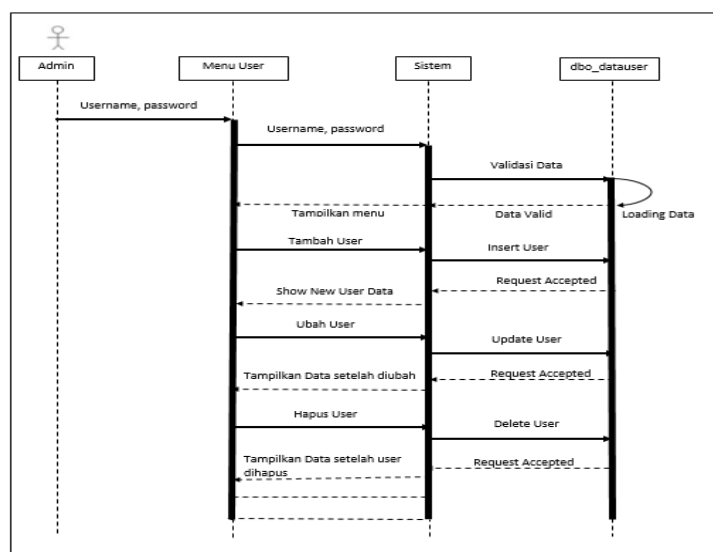 Admin
Menu User
Sistem
dbo_datauser
Username, password
Username, password
Validasi Data
Tampilkan menu
Data Valid
Loading Data
Tambah User
Insert User
Request Accepted
Show New User Data
Ubah User
Update User
Request Accepted
Tampilkan Data setelah diubah
Hapus User
Delete User
Tampilkan Data setelah user
dihapus
Request Accepted